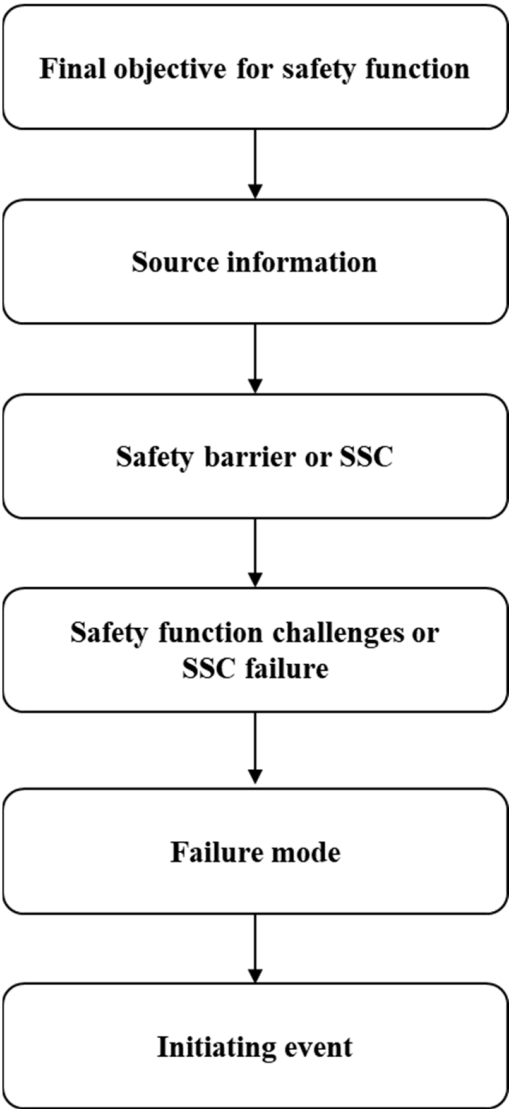 Final objective for safety function
Source information
Safety barrier or SSC
Safety function challenges or
SSC failure
Failure mode
Initiating event